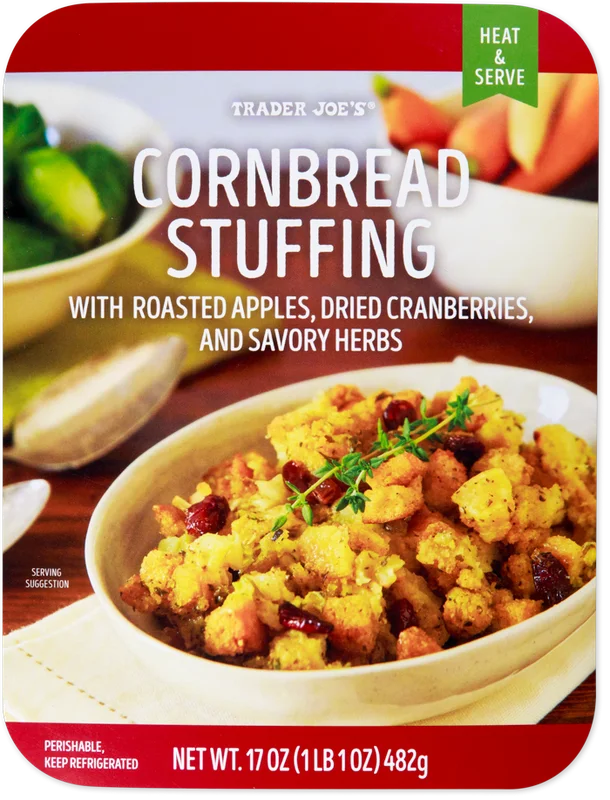 HEAT
&
SERVE
TRADER JOE'S®
CORNBREAD
STUFFING
WITH ROASTED APPLES, DRIED CRANBERRIES,
AND SAVORY HERBS
SERVING
SUGGESTION
PERISHABLE,
KEEP REFRIGERATED
NET WT. 17 OZ (1 LB 1 OZ) 482g